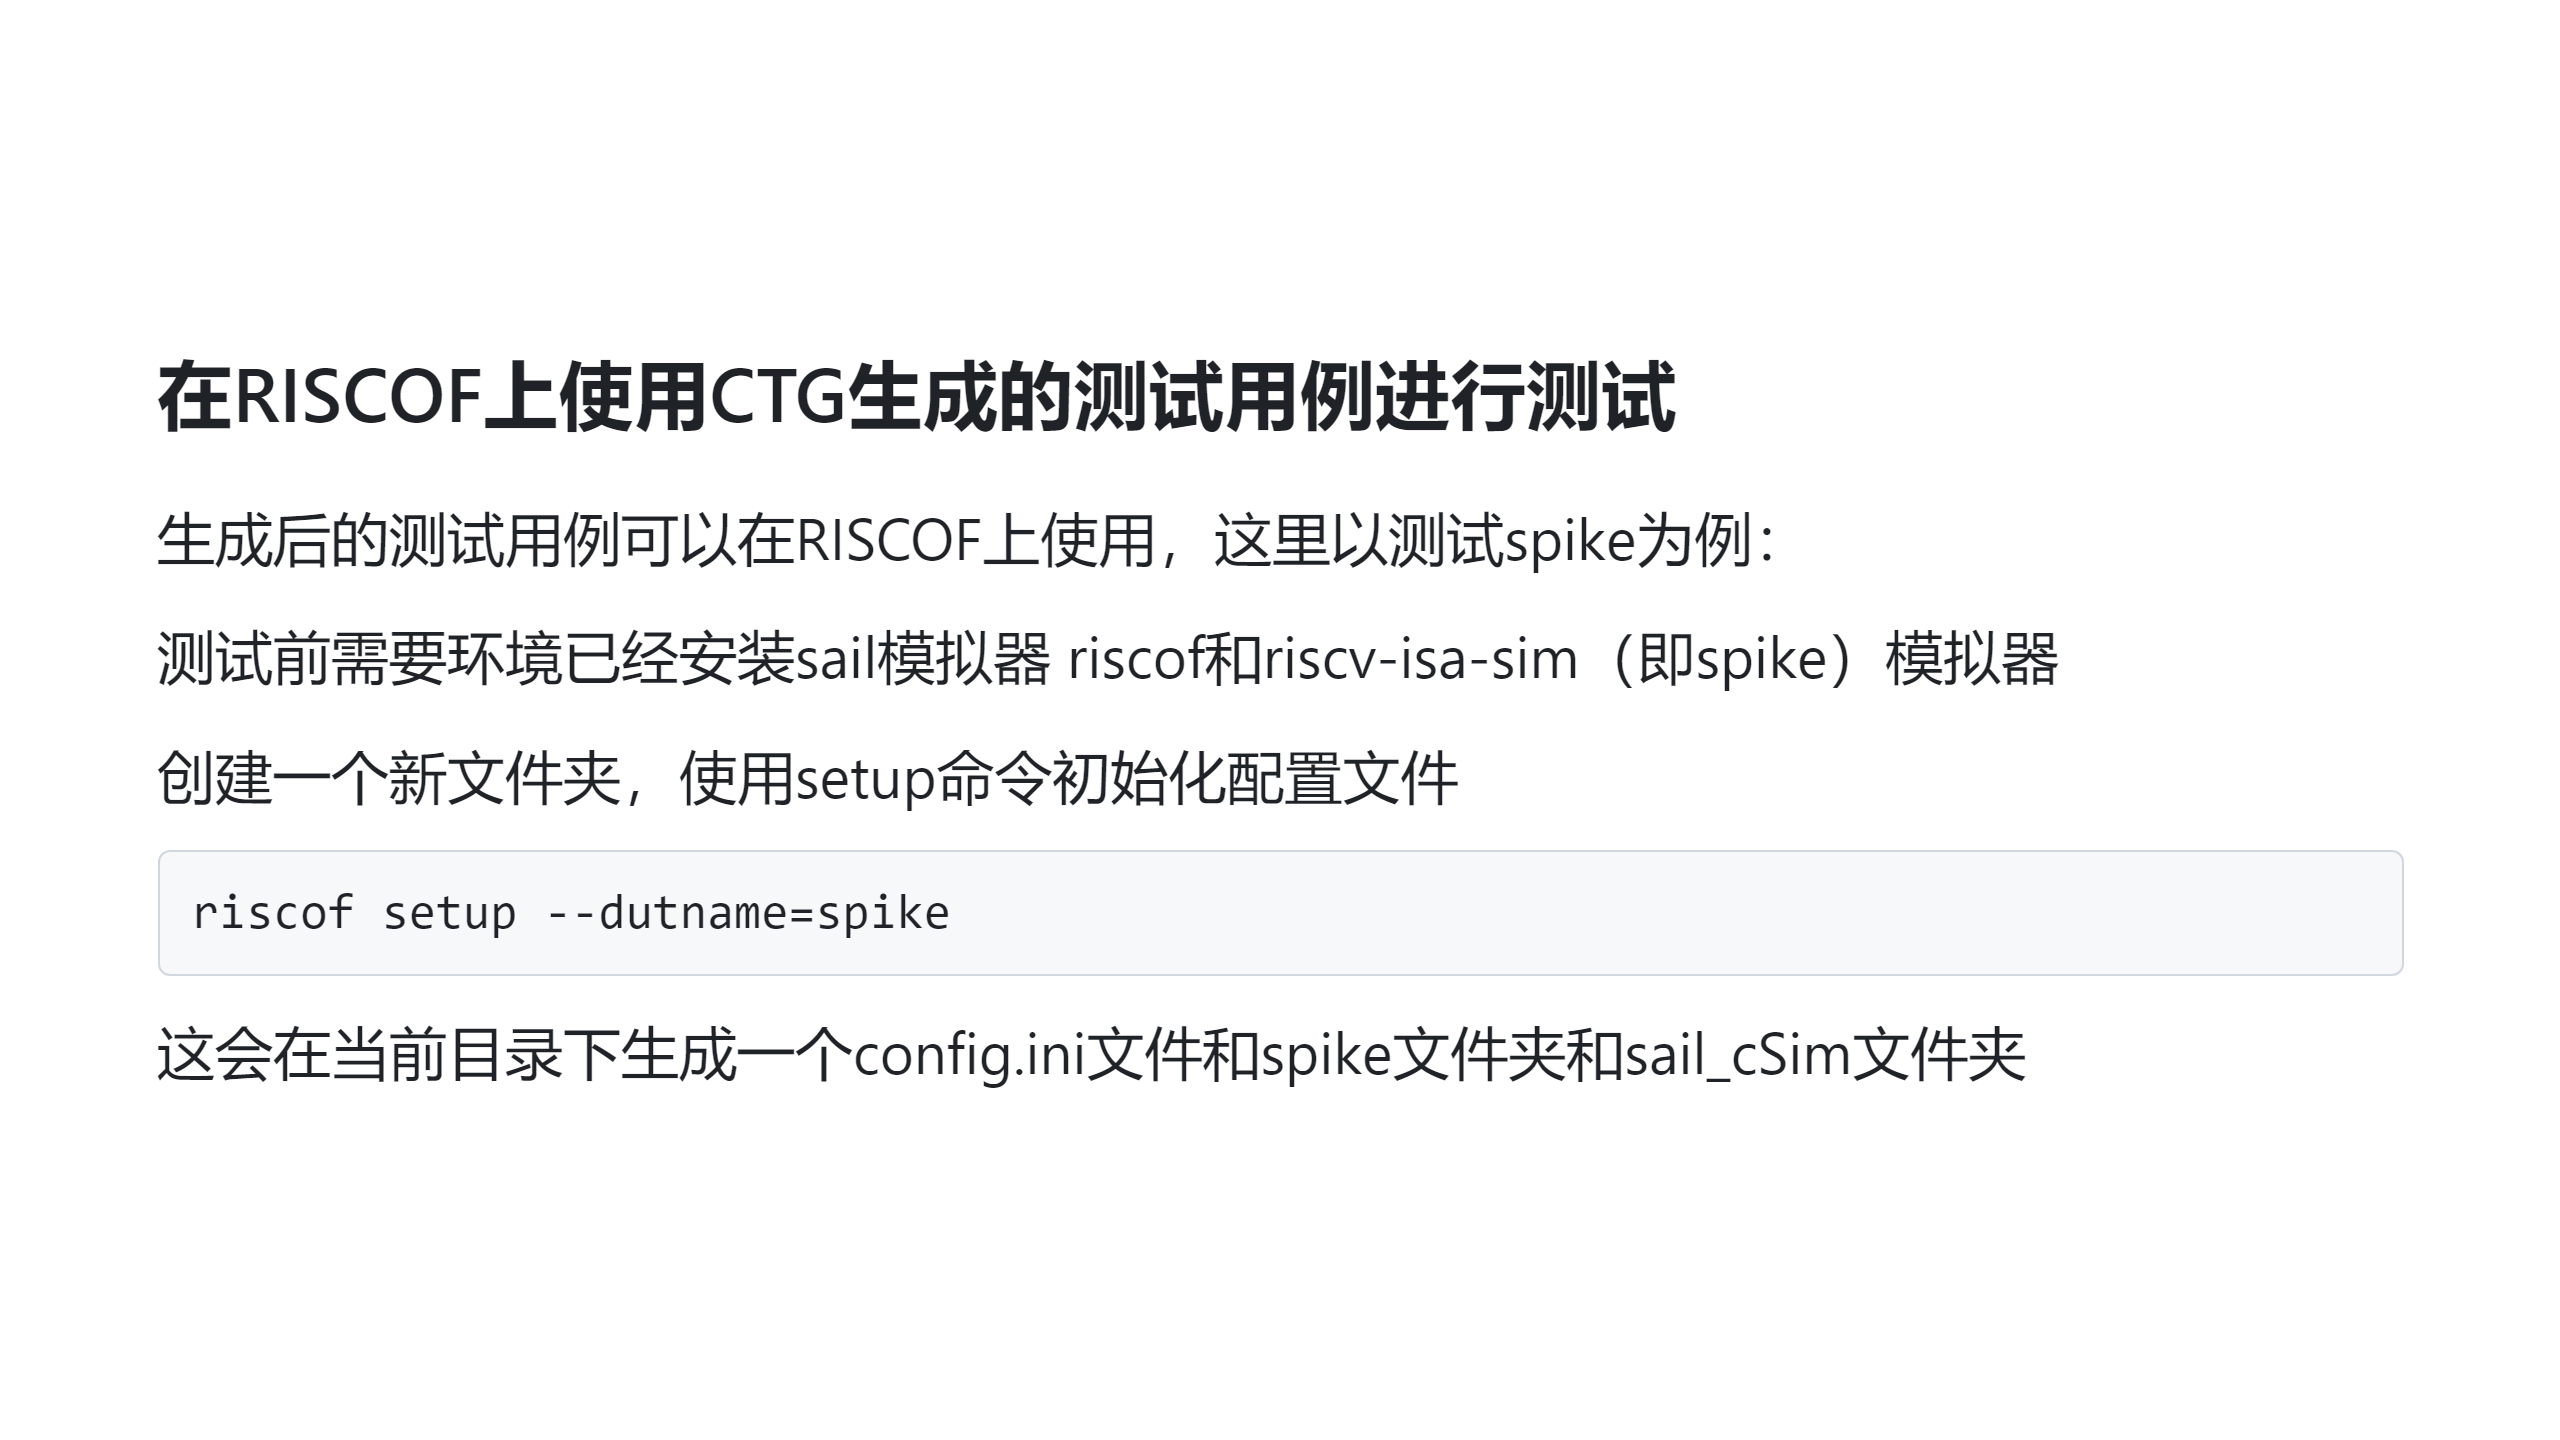 在RISCOF上使用CTG生成的测试用例进行测试
生成后的测试用例可以在RISCOF上使用，这里以测试spike为例：
测试前需要环境已经安装sail模拟器 riscof和riscv-isa-sim（即spike）模拟器
创建一个新文件夹，使用setup命令初始化配置文件
riscof setup --dutname=spike
这会在当前目录下生成一个config.ini文件和spike文件夹和sail_cSim文件夹